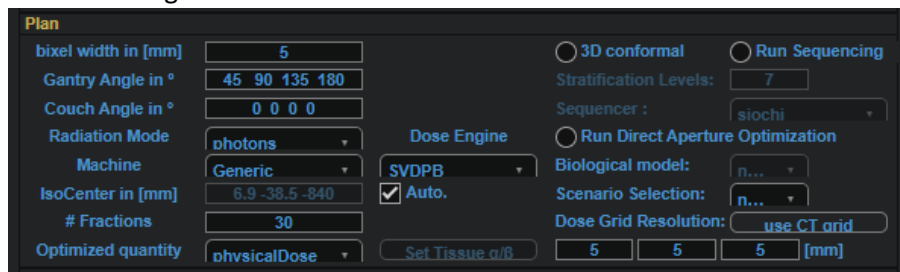 Plan
bixel width in [mm] 5 3D conformal Run Sequencing
Gantry Angle in º 45 90 135 180 Stratification Levels: 7
Couch Angle in º 0 0 0 0 Sequencer : siochi
Radiation Mode photons Dose Engine Run Direct Aperture Optimization
Machine Generic SVDPB Biological model: n...
IsoCenter in [mm] 6.9 -38.5 -840 Auto. Scenario Selection: n...
# Fractions 30 Dose Grid Resolution: use CT grid
Optimized quantity physicalDose Set Tissue α/β 5 5 5 [mm]